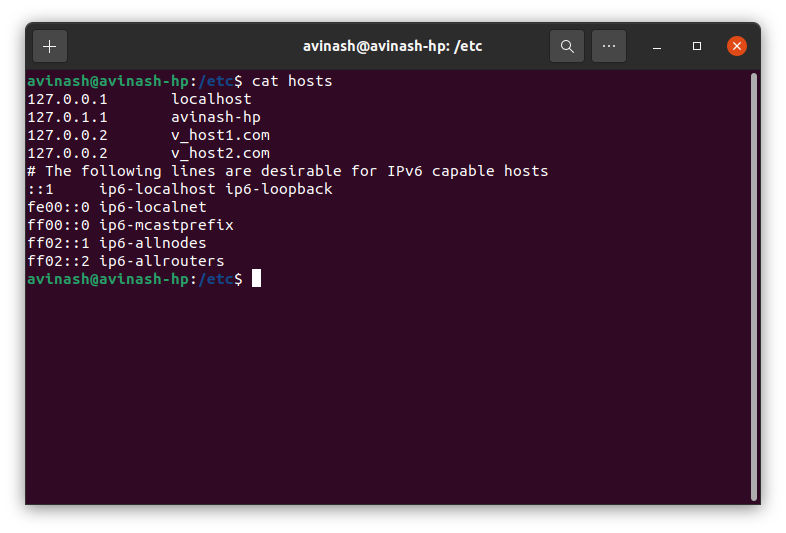 avinash@avinash-hp: /etc
avinash@avinash-hp:/etc$ cat hosts
127.0.0.1       localhost
127.0.1.1       avinash-hp
127.0.0.2       v_host1.com
127.0.0.2       v_host2.com
# The following lines are desirable for IPv6 capable hosts
::1     ip6-localhost ip6-loopback
fe00::0 ip6-localnet
ff00::0 ip6-mcastprefix
ff02::1 ip6-allnodes
ff02::2 ip6-allrouters
avinash@avinash-hp:/etc$